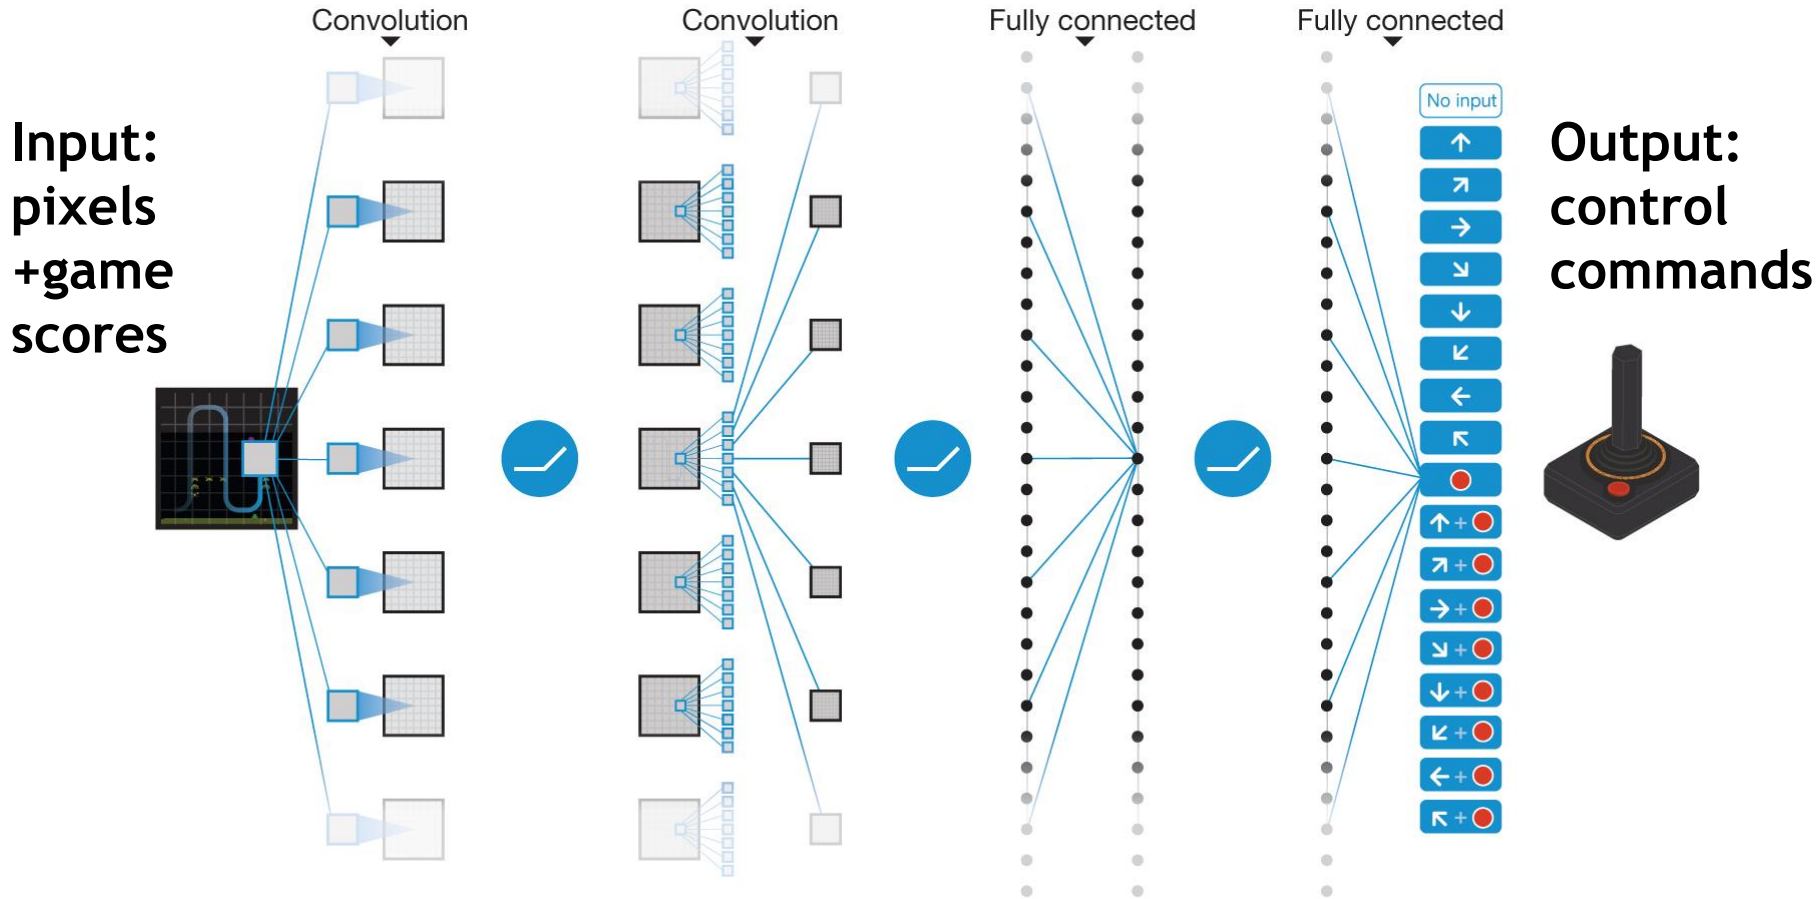 Convolution
Convolution
Fully connected
Fully connected
Input:
pixels
+game
scores
No input
+
+
+
+
+
+
+
+
Output:
control
commands